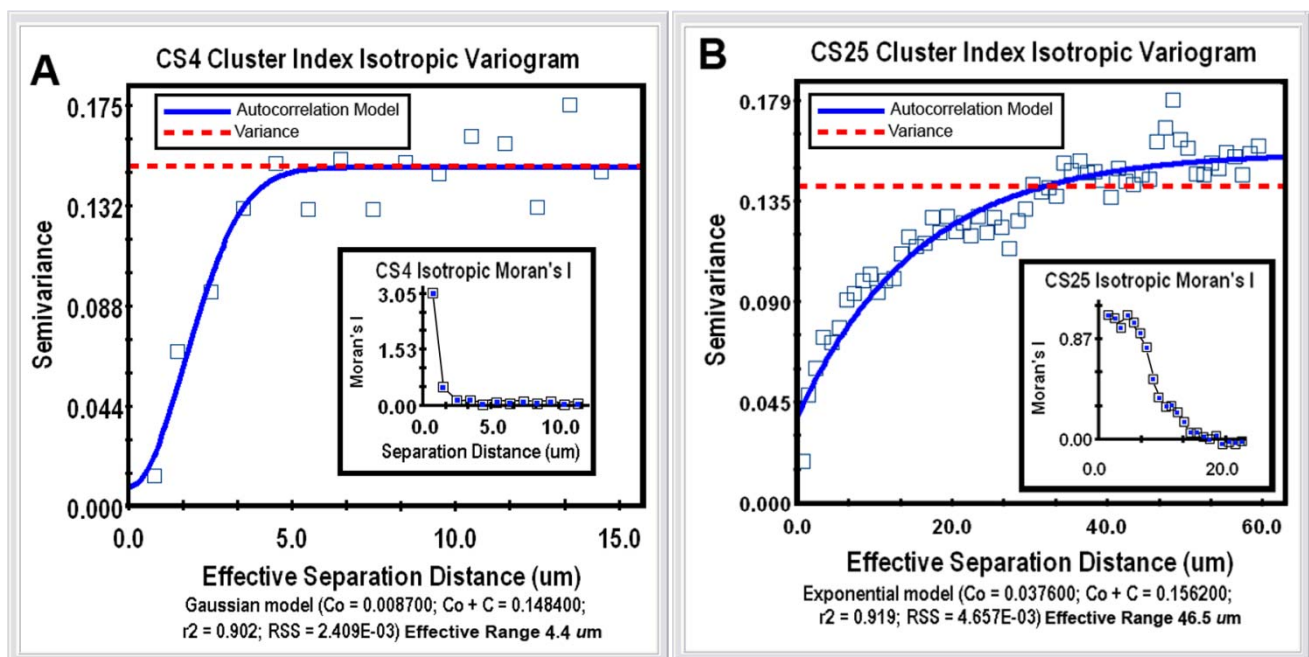 A
CS4 Cluster Index Isotropic Variogram
Autocorrelation Model
Variance
0.175
0.132
0.088
0.044
0.000
Semivariance
0.0
5.0
10.0
15.0
CS4 Isotropic Moran's I
3.05
1.53
0.00
Moran's I
0.0
5.0
10.0
Separation Distance (um)
Effective Separation Distance (um)
Gaussian model (Co = 0.008700; Co + C = 0.148400;
r2 = 0.902; RSS = 2.409E-03) Effective Range 4.4 um
B
CS25 Cluster Index Isotropic Variogram
Autocorrelation Model
Variance
0.179
0.135
0.090
0.045
0.000
Semivariance
0.0
20.0
40.0
60.0
CS25 Isotropic Moran's I
0.87
0.00
Moran's I
0.0
20.0
Effective Separation Distance (um)
Exponential model (Co = 0.037600; Co + C = 0.156200;
r2 = 0.919; RSS = 4.657E-03) Effective Range 46.5 um